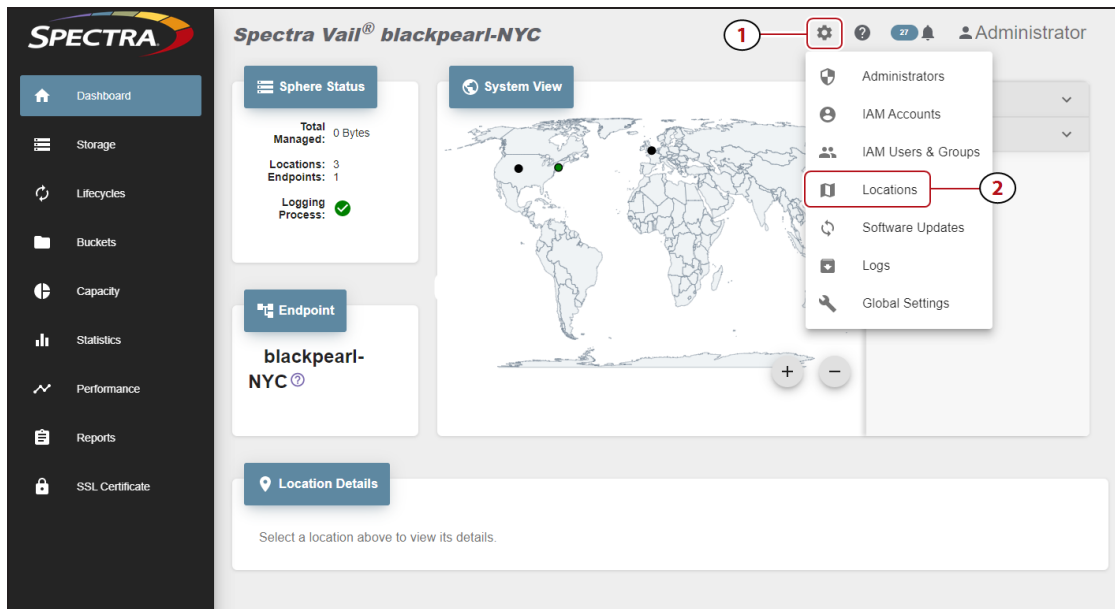 SPECTRA
Spectra Vail® blackpearl-NYC
1
27
Administrator
Dashboard
Storage
Lifecycles
Buckets
Capacity
Statistics
Performance
Reports
SSL Certificate
Sphere Status
Total
Managed:
0 Bytes
Locations: 3
Endpoints: 1
Logging
Process:
System View
Administrators
IAM Accounts
IAM Users & Groups
Locations
2
Software Updates
Logs
Global Settings
Endpoint
blackpearl-
NYC
+
−
Location Details
Select a location above to view its details.